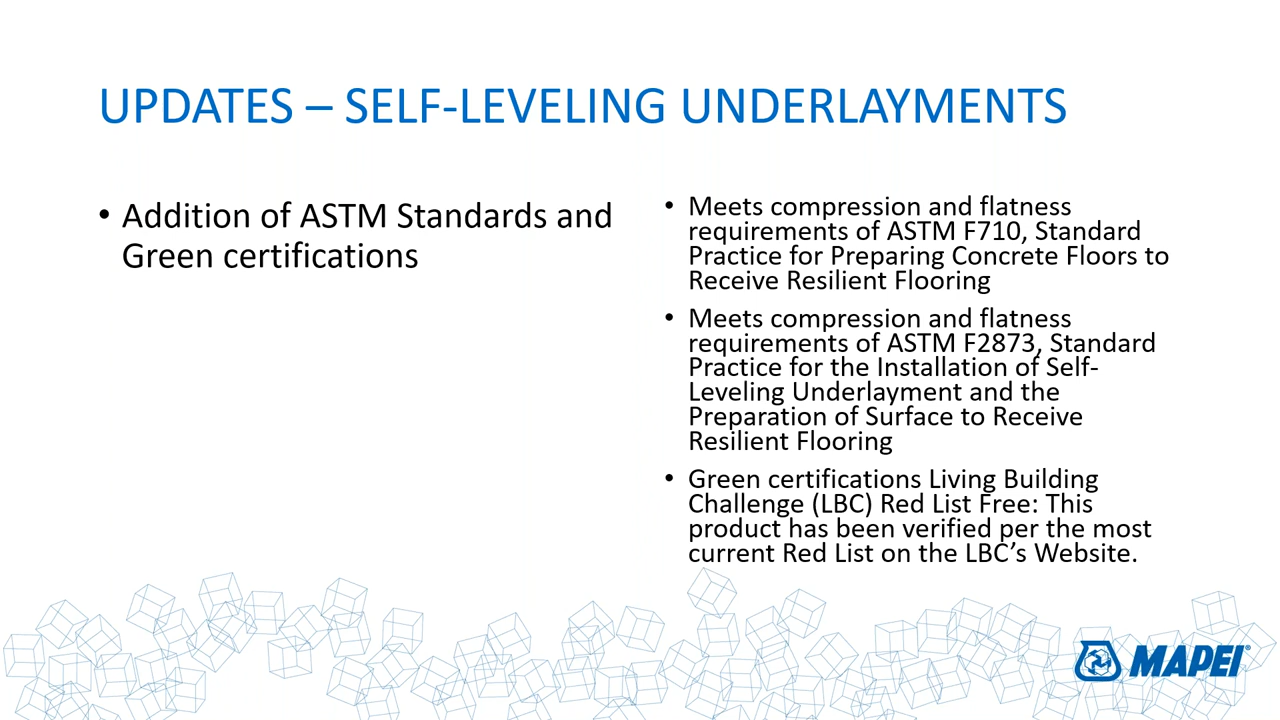 UPDATES – SELF-LEVELING UNDERLAYMENTS
• Addition of ASTM Standards and
Green certifications
• Meets compression and flatness
requirements of ASTM F710, Standard
Practice for Preparing Concrete Floors to
Receive Resilient Flooring
• Meets compression and flatness
requirements of ASTM F2873, Standard
Practice for the Installation of Self-
Leveling Underlayment and the
Preparation of Surface to Receive
Resilient Flooring
• Green certifications Living Building
Challenge (LBC) Red List Free: This
product has been verified per the most
current Red List on the LBC’s Website.
MAPEI®